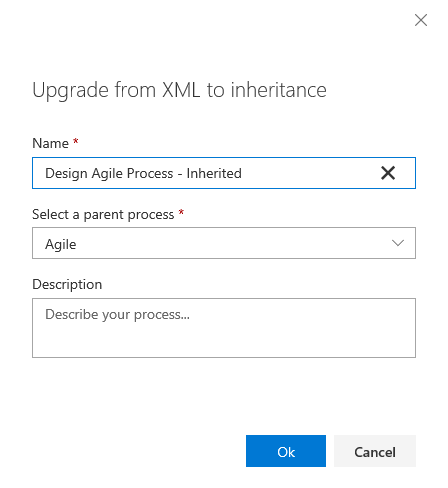 Upgrade from XML to inheritance
Name *
Design Agile Process - Inherited
Select a parent process *
Agile
Description
Describe your process...
Ok
Cancel